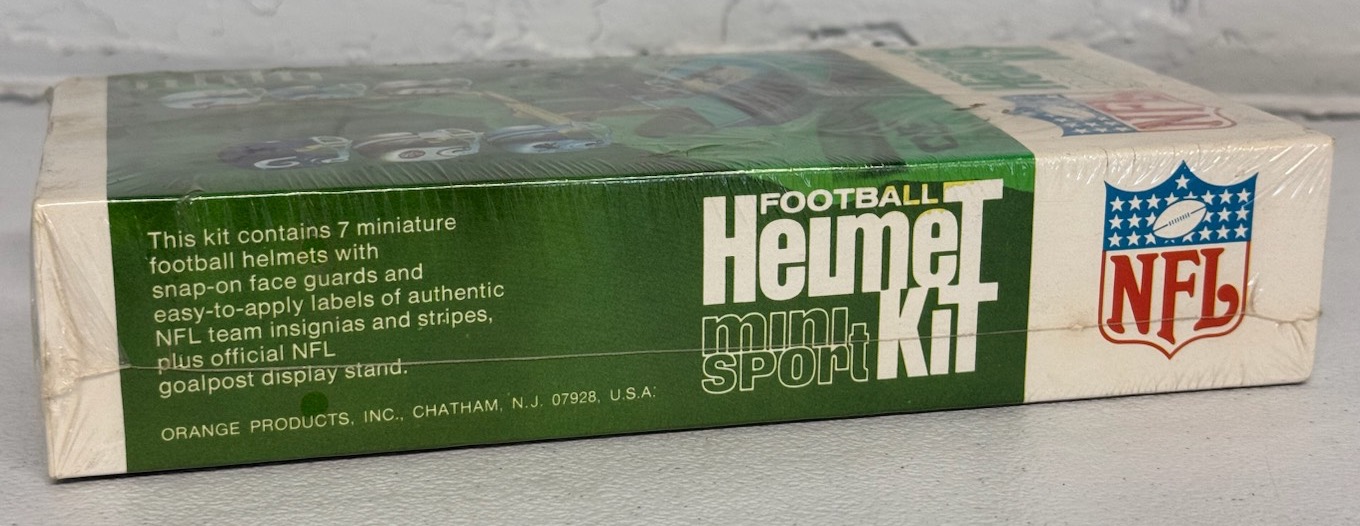 This kit contains 7 miniature
football helmets with
snap-on face guards and
easy-to-apply labels of authentic
NFL team insignias and stripes,
plus official NFL
goalpost display stand.
ORANGE PRODUCTS, INC., CHATHAM, N.J. 07928, U.S.A.
FOOTBALL
HelmeT
mini sport
KiT
NFL
NFL